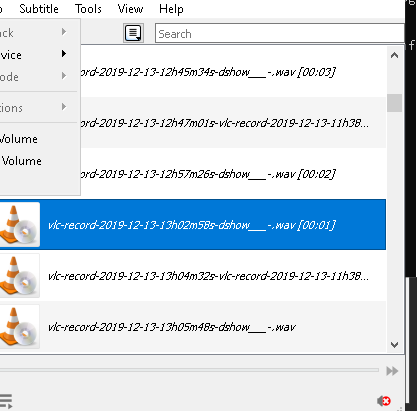 Subtitle Tools View Help
ck
Search
vice
-record-2019-12-13-12h45m34s-dshow___-.wav [00:03]
ode
tions
-record-2019-12-13-12h47m01s-vlc-record-2019-12-13-11h38...
Volume
Volume
-record-2019-12-13-12h57m26s-dshow___-.wav [00:02]
vlc-record-2019-12-13-13h02m58s-dshow___-.wav [00:01]
vlc-record-2019-12-13-13h04m32s-vlc-record-2019-12-13-11h38...
vlc-record-2019-12-13-13h05m48s-dshow___-.wav